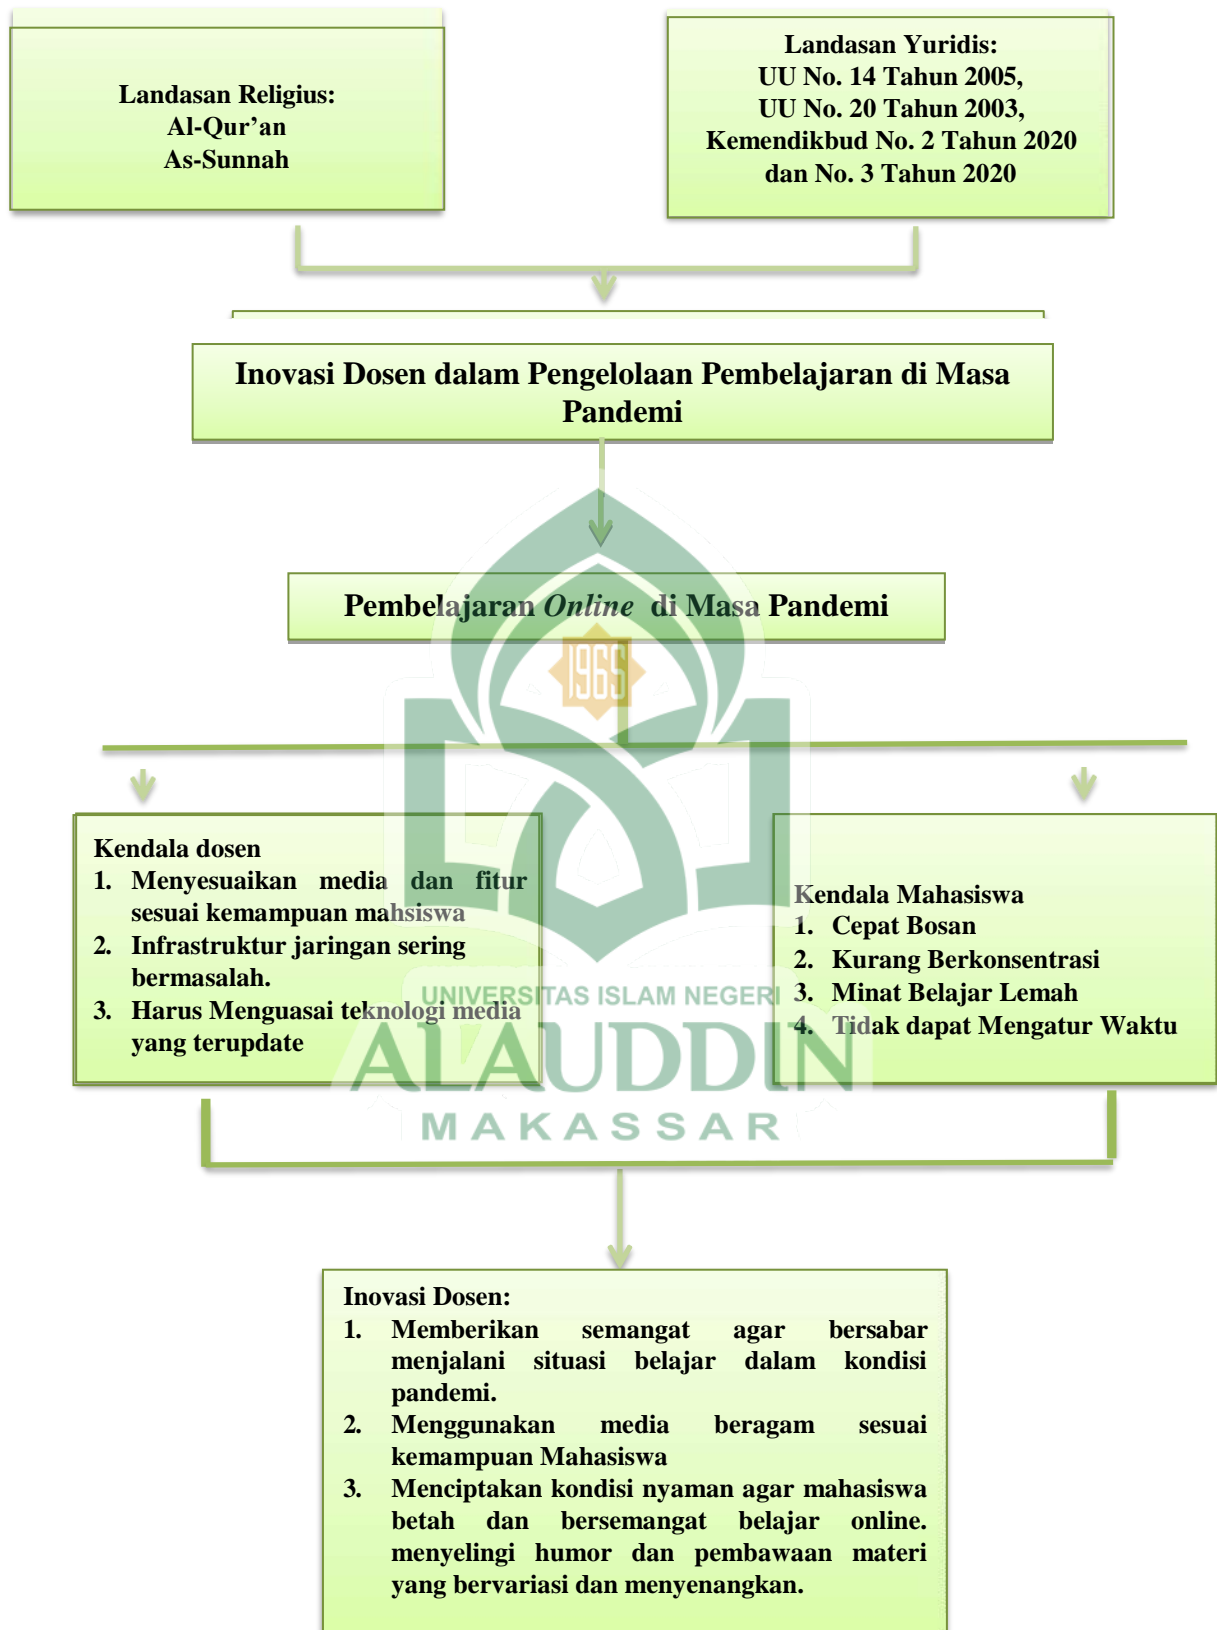 Landasan Religius:
Al-Qur’an
As-Sunnah
Landasan Yuridis:
UU No. 14 Tahun 2005,
UU No. 20 Tahun 2003,
Kemendikbud No. 2 Tahun 2020
dan No. 3 Tahun 2020
Inovasi Dosen dalam Pengelolaan Pembelajaran di Masa
Pandemi
Pembelajaran Online di Masa Pandemi
1965
Kendala dosen
1. Menyesuaikan media dan fitur
sesuai kemampuan mahsiswa
2. Infrastruktur jaringan sering
bermasalah.
3. Harus Menguasai teknologi media
yang terupdate
Kendala Mahasiswa
1. Cepat Bosan
2. Kurang Berkonsentrasi
3. Minat Belajar Lemah
4. Tidak dapat Mengatur Waktu
UNIVERSITAS ISLAM NEGERI
ALAUDDIN
MAKASSAR
Inovasi Dosen:
1. Memberikan semangat agar bersabar
menjalani situasi belajar dalam kondisi
pandemi.
2. Menggunakan media beragam sesuai
kemampuan Mahasiswa
3. Menciptakan kondisi nyaman agar mahasiswa
betah dan bersemangat belajar online.
menyelingi humor dan pembawaan materi
yang bervariasi dan menyenangkan.